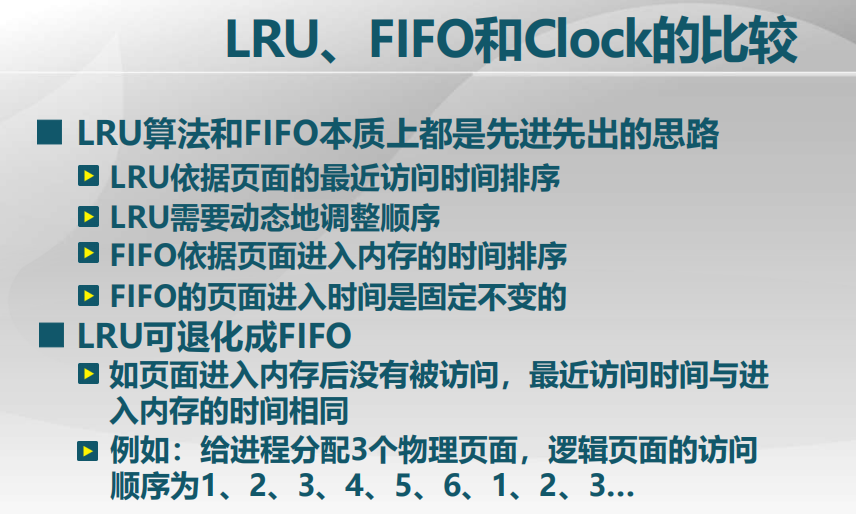 LRU、FIFO和Clock的比较
LRU算法和FIFO本质上都是先进先出的思路
LRU依据页面的最近访问时间排序
LRU需要动态地调整顺序
FIFO依据页面进入内存的时间排序
FIFO的页面进入时间是固定不变的
LRU可退化成FIFO
如页面进入内存后没有被访问，最近访问时间与进
入内存的时间相同
例如：给进程分配3个物理页面，逻辑页面的访问
顺序为1、2、3、4、5、6、1、2、3...